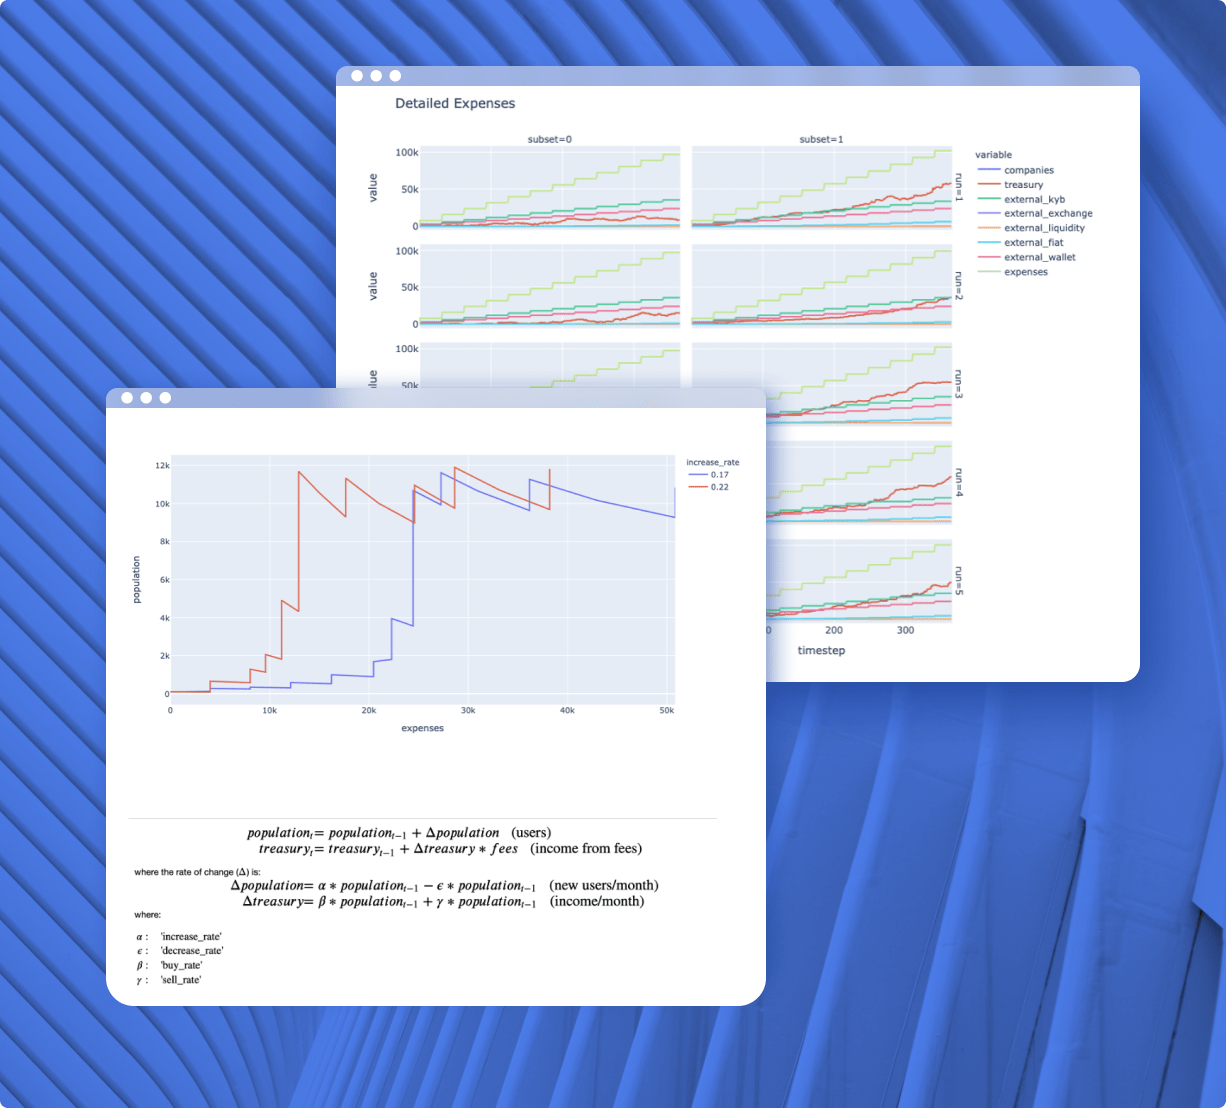 Detailed Expenses
subset=0
subset=1
variable
companies
treasury
external_kyb
external_exchange
external_liquidity
external_fiat
external_wallet
expenses
100k
50k
0
value
run=1
100k
50k
0
value
run=2
100k
50k
run=3
run=4
run=5
200
300
timestep
12k
10k
8k
6k
4k
2k
0
population
0
10k
20k
30k
40k
50k
expenses
increase_rate
0.17
0.22
populationₜ= populationₜ₋₁ + Δpopulation (users)
treasuryₜ= treasuryₜ₋₁ + Δtreasury * fees (income from fees)
where the rate of change (Δ) is:
Δpopulation= α * populationₜ₋₁ − ϵ * populationₜ₋₁ (new users/month)
Δtreasury= β * populationₜ₋₁ + γ * populationₜ₋₁ (income/month)
where:
α : 'increase_rate'
ϵ : 'decrease_rate'
β : 'buy_rate'
γ : 'sell_rate'